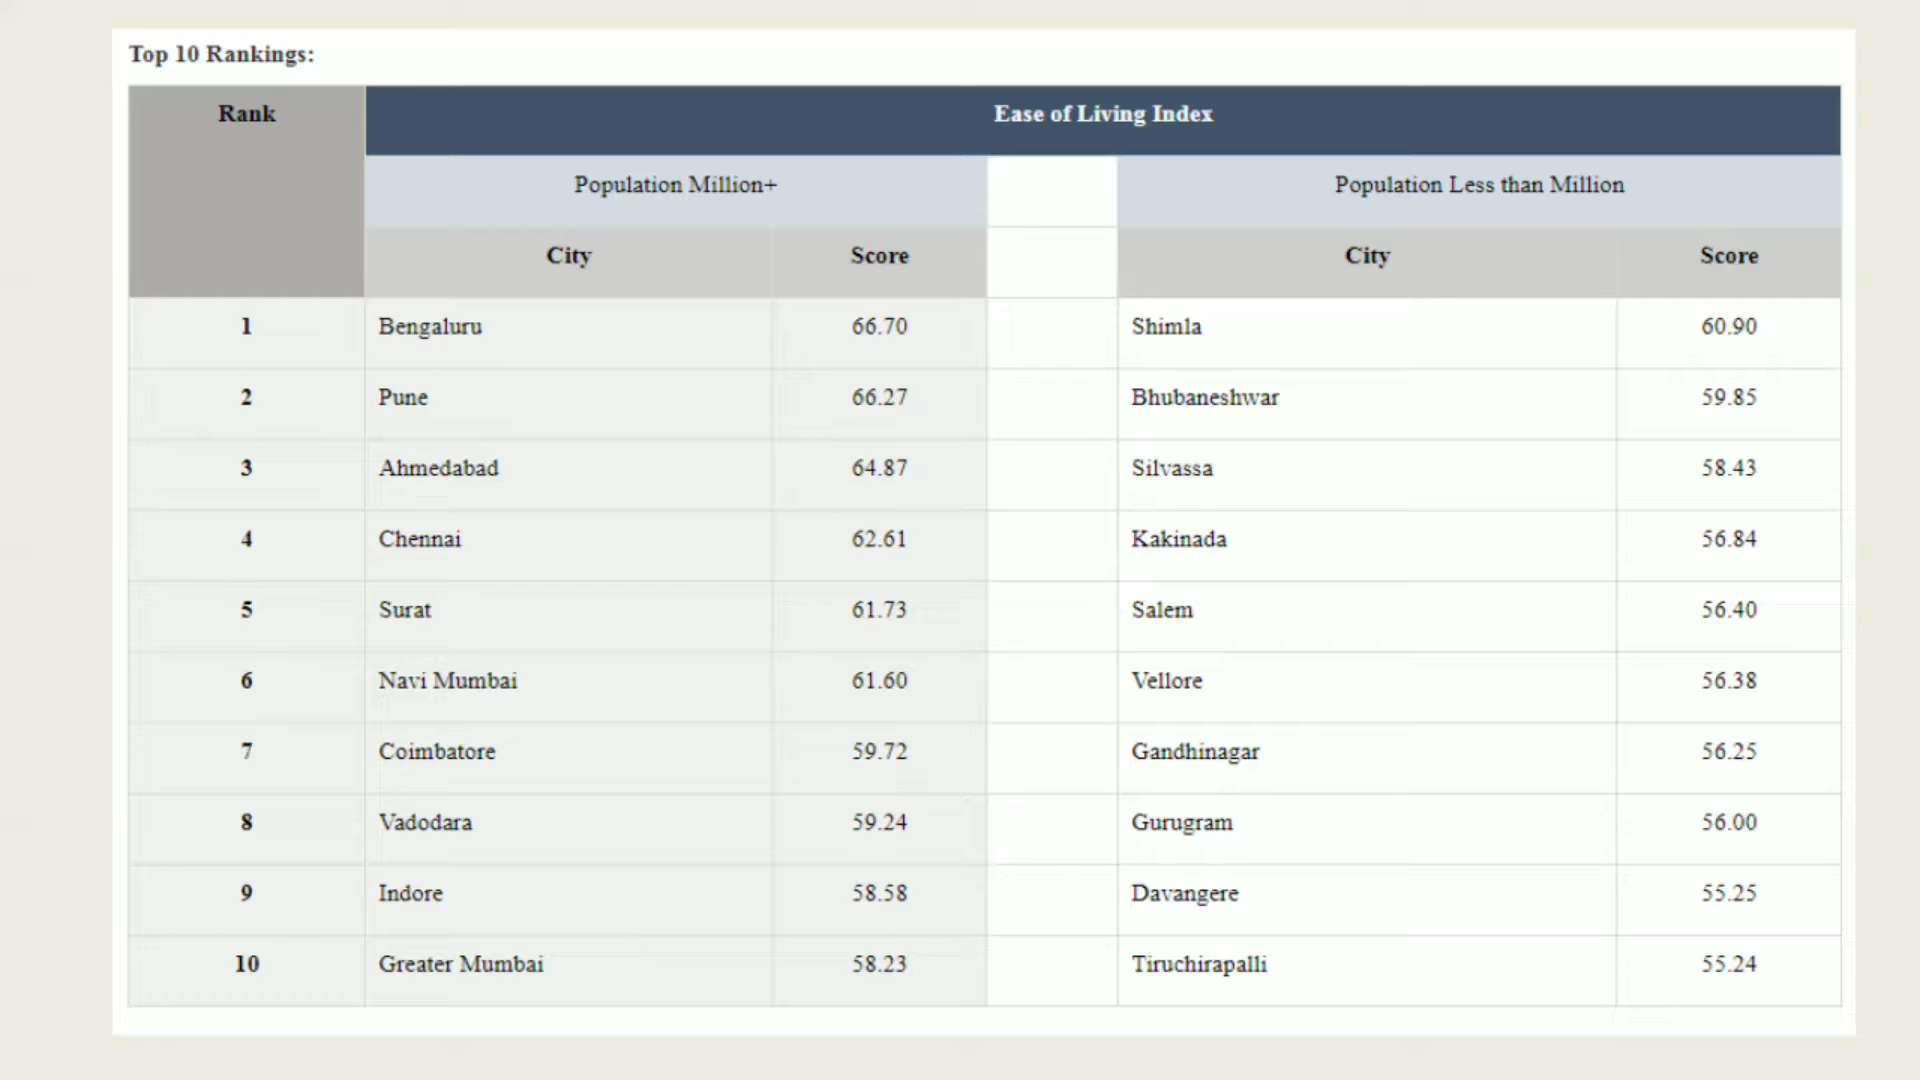 Top 10 Rankings:
Rank Ease of Living Index
Population Million+ Population Less than Million
City Score City Score
1 Bengaluru 66.70 Shimla 60.90
2 Pune 66.27 Bhubaneshwar 59.85
3 Ahmedabad 64.87 Silvassa 58.43
4 Chennai 62.61 Kakinada 56.84
5 Surat 61.73 Salem 56.40
6 Navi Mumbai 61.60 Vellore 56.38
7 Coimbatore 59.72 Gandhinagar 56.25
8 Vadodara 59.24 Gurugram 56.00
9 Indore 58.58 Davangere 55.25
10 Greater Mumbai 58.23 Tiruchirapalli 55.24